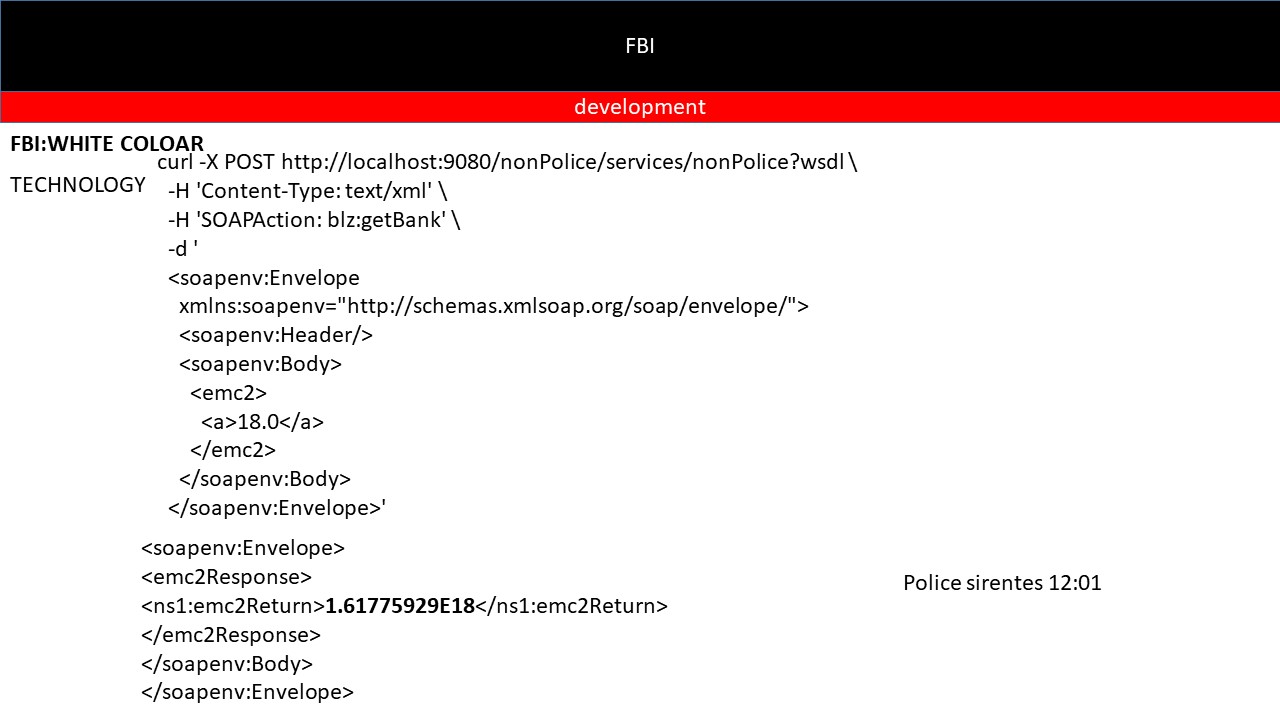 FBI
development
FBI:WHITE COLOAR
TECHNOLOGY
curl -X POST http://localhost:9080/nonPolice/services/nonPolice?wsdl \
-H 'Content-Type: text/xml' \
-H 'SOAPAction: blz:getBank' \
-d '
<soapenv:Envelope
xmlns:soapenv="http://schemas.xmlsoap.org/soap/envelope/">
<soapenv:Header/>
<soapenv:Body>
<emc2>
<a>18.0</a>
</emc2>
</soapenv:Body>
</soapenv:Envelope>'
<soapenv:Envelope>
<emc2Response>
<ns1:emc2Return>1.61775929E18</ns1:emc2Return>
</emc2Response>
</soapenv:Body>
</soapenv:Envelope>
Police sirentes 12:01